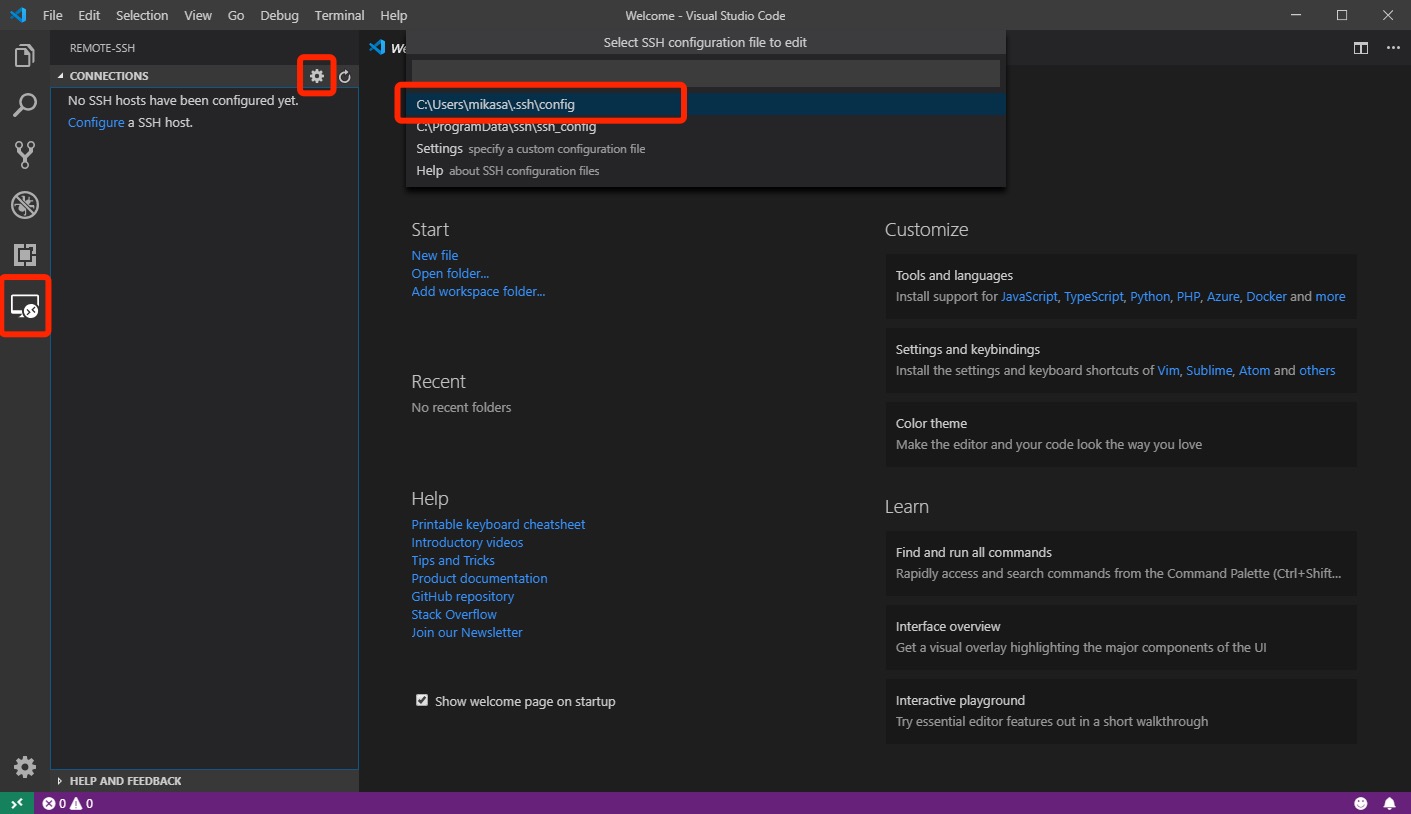 File Edit Selection View Go Debug Terminal Help
Welcome - Visual Studio Code
REMOTE-SSH
CONNECTIONS
No SSH hosts have been configured yet.
Configure a SSH host.
We
Select SSH configuration file to edit
C:\Users\mikasa\.ssh\config
C:\ProgramData\ssh\ssh_config
Settings specify a custom configuration file
Help about SSH configuration files
Start
New file
Open folder...
Add workspace folder...
Recent
No recent folders
Help
Printable keyboard cheatsheet
Introductory videos
Tips and Tricks
Product documentation
GitHub repository
Stack Overflow
Join our Newsletter
Show welcome page on startup
Customize
Tools and languages
Install support for JavaScript, TypeScript, Python, PHP, Azure, Docker and more
Settings and keybindings
Install the settings and keyboard shortcuts of Vim, Sublime, Atom and others
Color theme
Make the editor and your code look the way you love
Learn
Find and run all commands
Rapidly access and search commands from the Command Palette (Ctrl+Shift...
Interface overview
Get a visual overlay highlighting the major components of the UI
Interactive playground
Try essential editor features out in a short walkthrough
HELP AND FEEDBACK
0 0